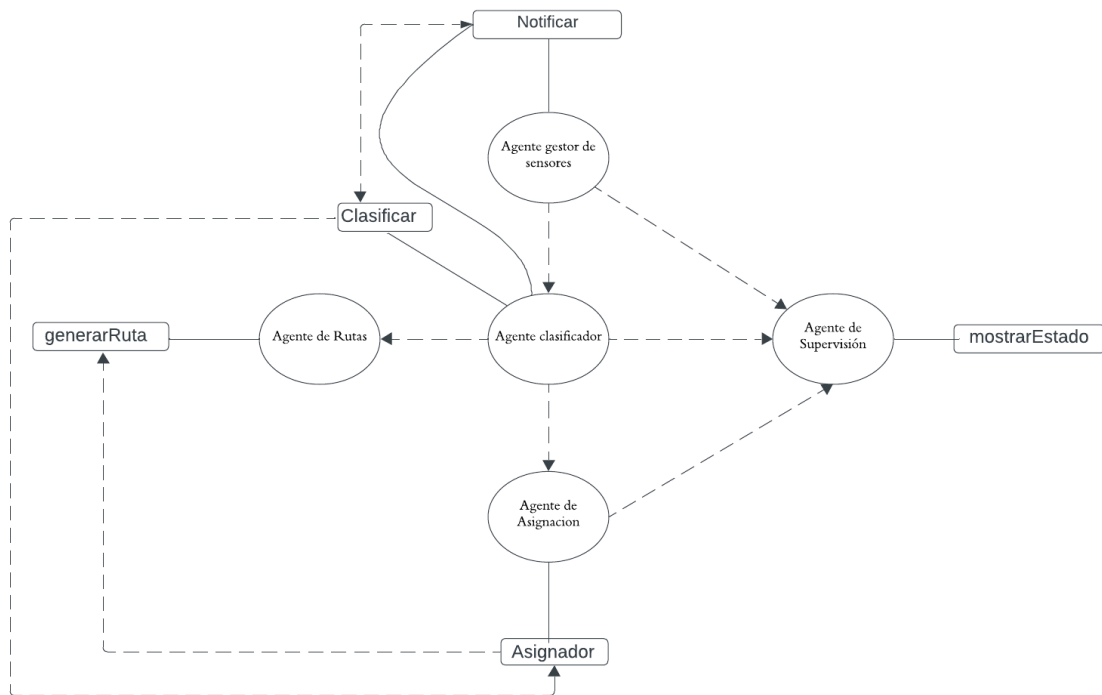 Notificar
Agente gestor de
sensores
Clasificar
generarRuta
Agente de Rutas
Agente clasificador
Agente de
Supervisión
mostrarEstado
Agente de
Asignacion
Asignador